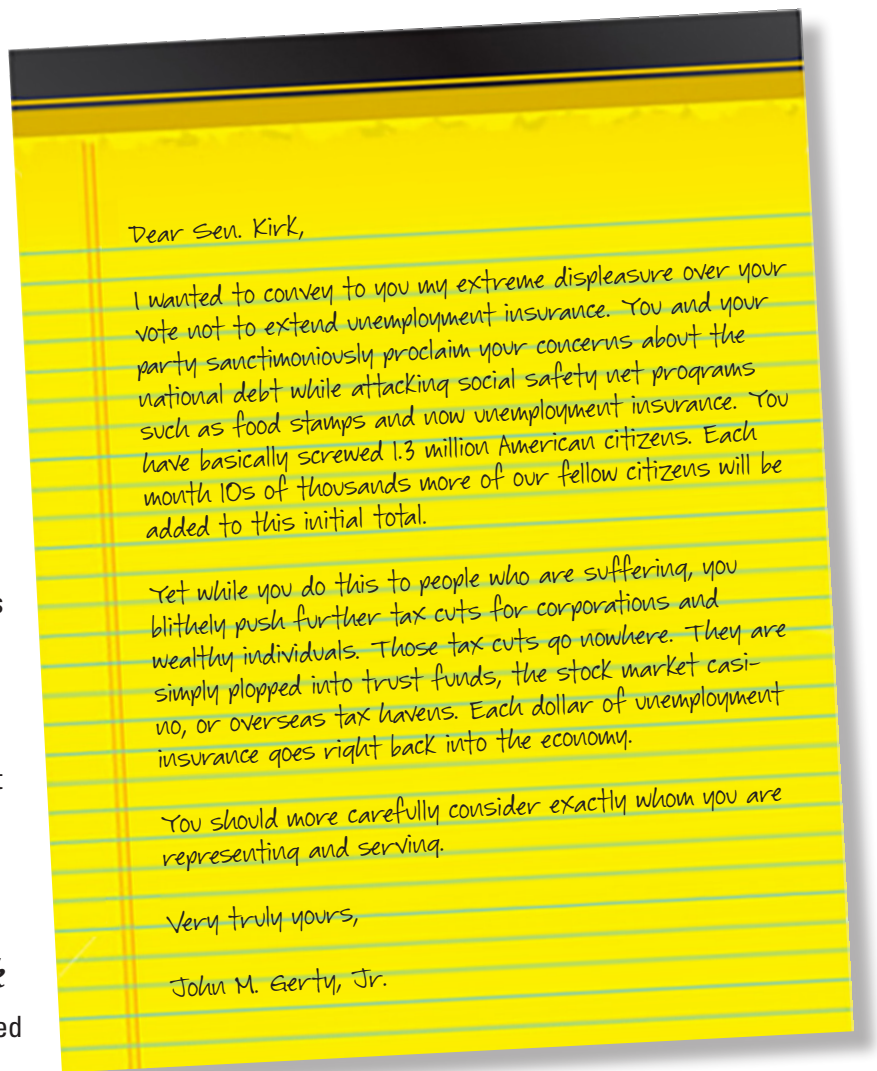 Dear Sen. Kirk,
I wanted to convey to you my extreme displeasure over your
vote not to extend unemployment insurance. You and your
party sanctimoniously proclaim your concerns about the
national debt while attacking social safety net programs
such as food stamps and now unemployment insurance. You
have basically screwed 1.3 million American citizens. Each
month 10s of thousands more of our fellow citizens will be
added to this initial total.
Yet while you do this to people who are suffering, you
blithely push further tax cuts for corporations and
wealthy individuals. Those tax cuts go nowhere. They are
simply plopped into trust funds, the stock market casi-
no, or overseas tax havens. Each dollar of unemployment
insurance goes right back into the economy.
You should more carefully consider exactly whom you are
representing and serving.
Very truly yours,
John M. Gerty, Jr.